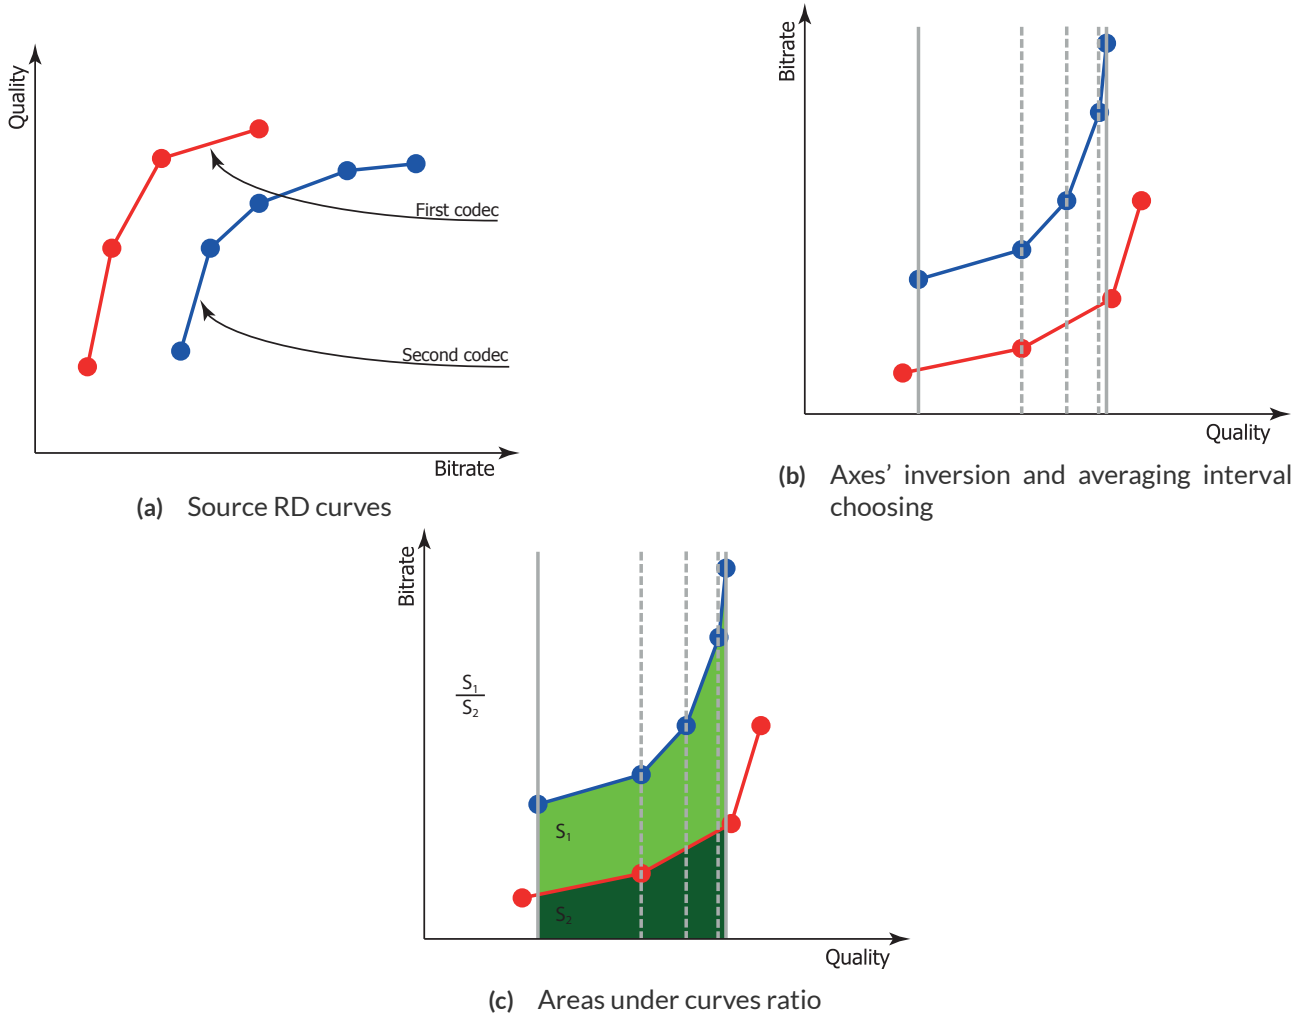 Quality
First codec
Second codec
Bitrate
(a) Source RD curves
Bitrate
Quality
(b) Axes’ inversion and averaging interval
choosing
Bitrate
S1
S2
S1
S2
Quality
(c) Areas under curves ratio